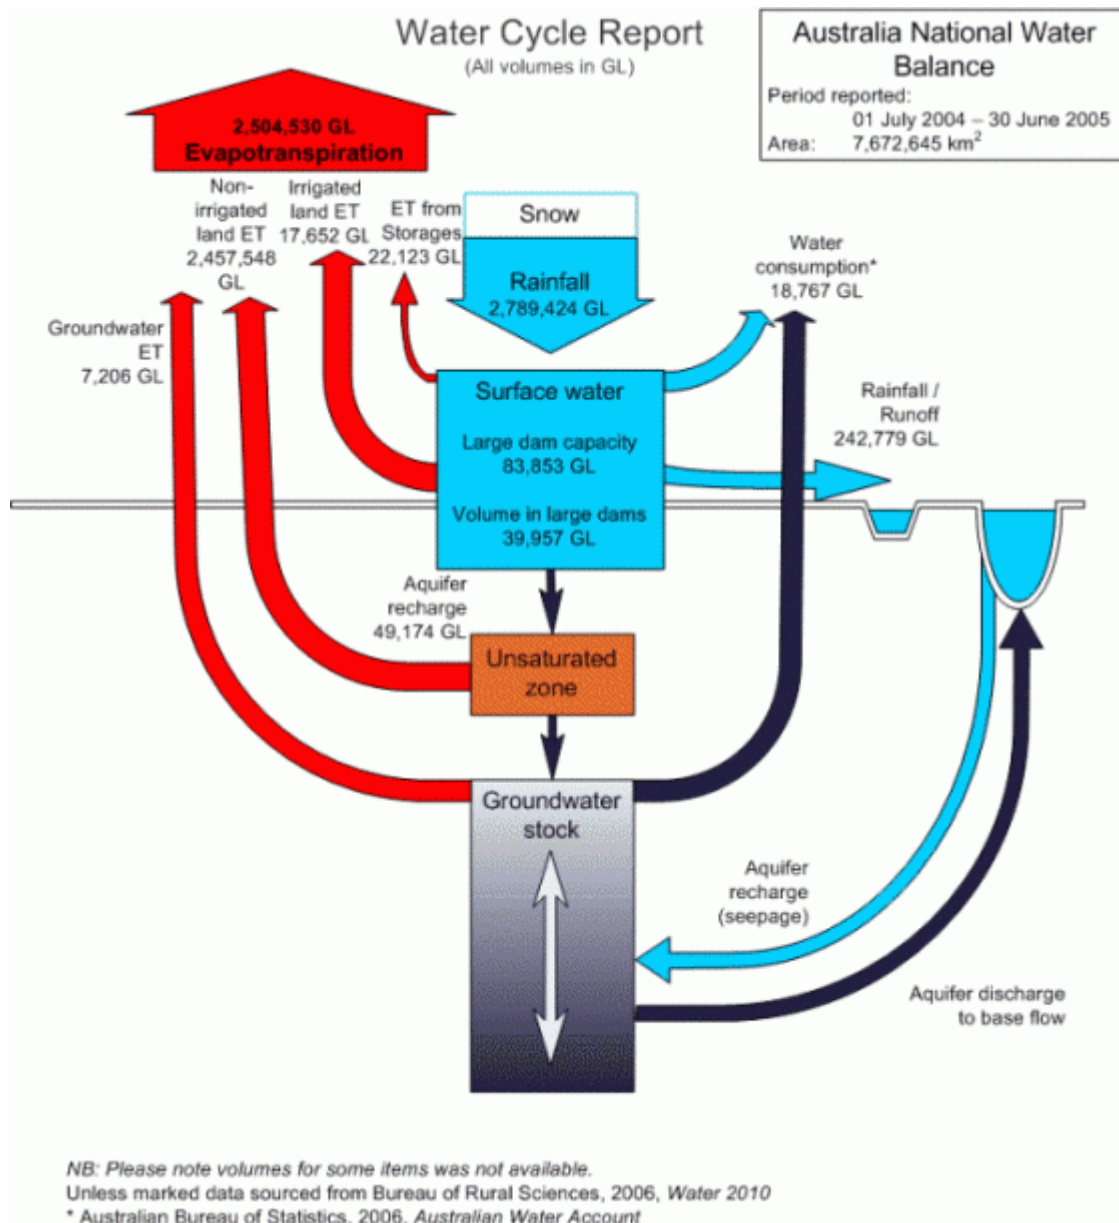 Water Cycle Report
(All volumes in GL)
Australia National Water
Balance
Period reported:
01 July 2004 – 30 June 2005
Area: 7,672,645 km²
2,504,530 GL
Evapotranspiration
Non-
irrigated
land ET
2,457,548
GL
Irrigated
land ET
17,652 GL
ET from
Storages
22,123 GL
Snow
Rainfall
2,789,424 GL
Water
consumption*
18,767 GL
Groundwater
ET
7,206 GL
Surface water
Large dam capacity
83,853 GL
Volume in large dams
39,957 GL
Rainfall /
Runoff
242,779 GL
Aquifer
recharge
49,174 GL
Unsaturated
zone
Groundwater
stock
Aquifer
recharge
(seepage)
Aquifer discharge
to base flow
NB: Please note volumes for some items was not available.
Unless marked data sourced from Bureau of Rural Sciences, 2006, Water 2010
* Australian Bureau of Statistics, 2006, Australian Water Account